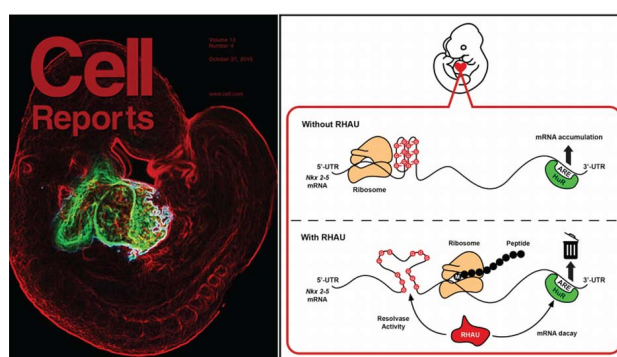 Cell
Reports
Volume 13
Number 4
October 27, 2015
www.cell.com
Without RHAU
mRNA accumulation
5'-UTR
3'-UTR
Nkx 2-5
mRNA
Ribosome
ARE
HuR
With RHAU
Ribosome
Peptide
5'-UTR
3'-UTR
Nkx 2-5
mRNA
ARE
HuR
Resolvase
Activity
RHAU
mRNA dacay